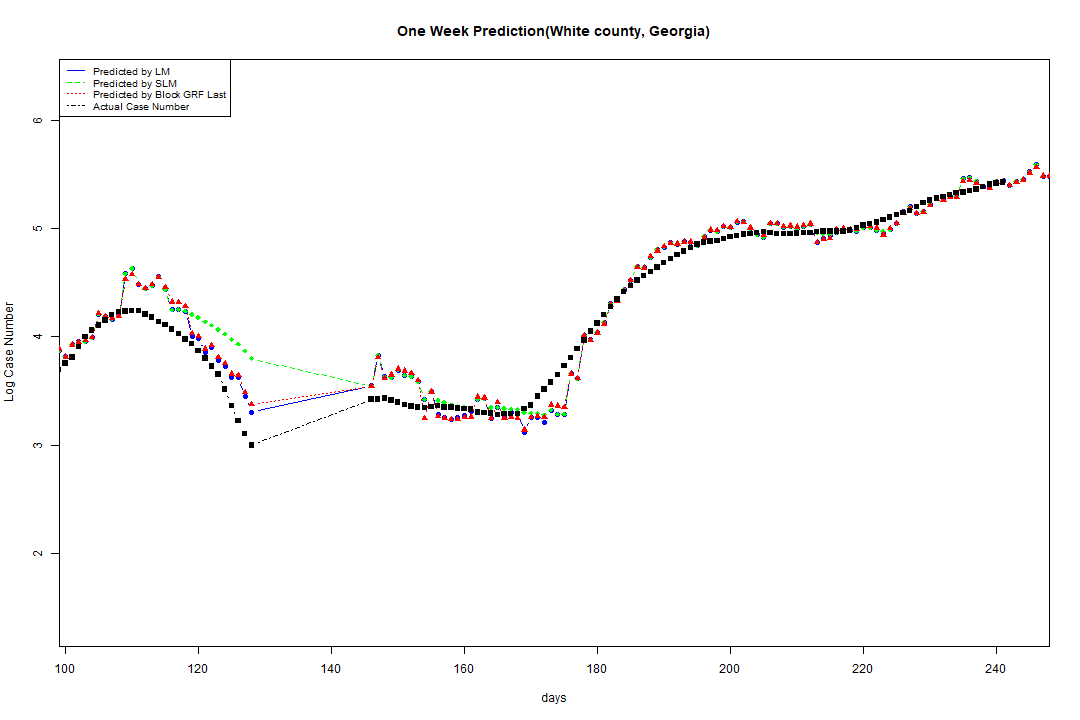 One Week Prediction(White county, Georgia)
Predicted by LM
Predicted by SLM
Predicted by Block GRF Last
Actual Case Number
6
5
4
3
2
Log Case Number
100 120 140 160 180 200 220 240
days